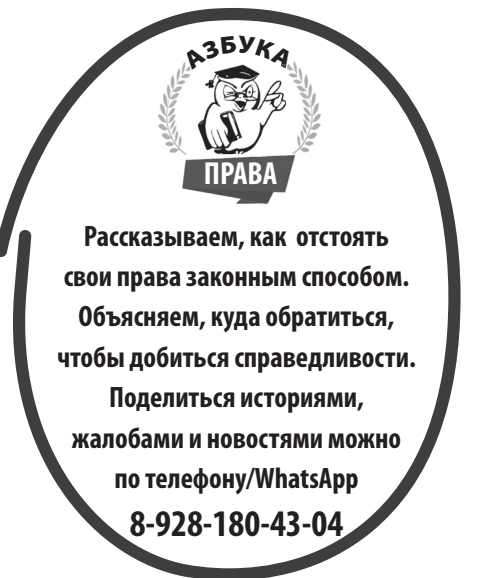 АЗБУКА
ПРАВА
Рассказываем, как отстоять
свои права законным способом.
Объясняем, куда обратиться,
чтобы добиться справедливости.
Поделиться историями,
жалобами и новостями можно
по телефону/WhatsApp
8-928-180-43-04